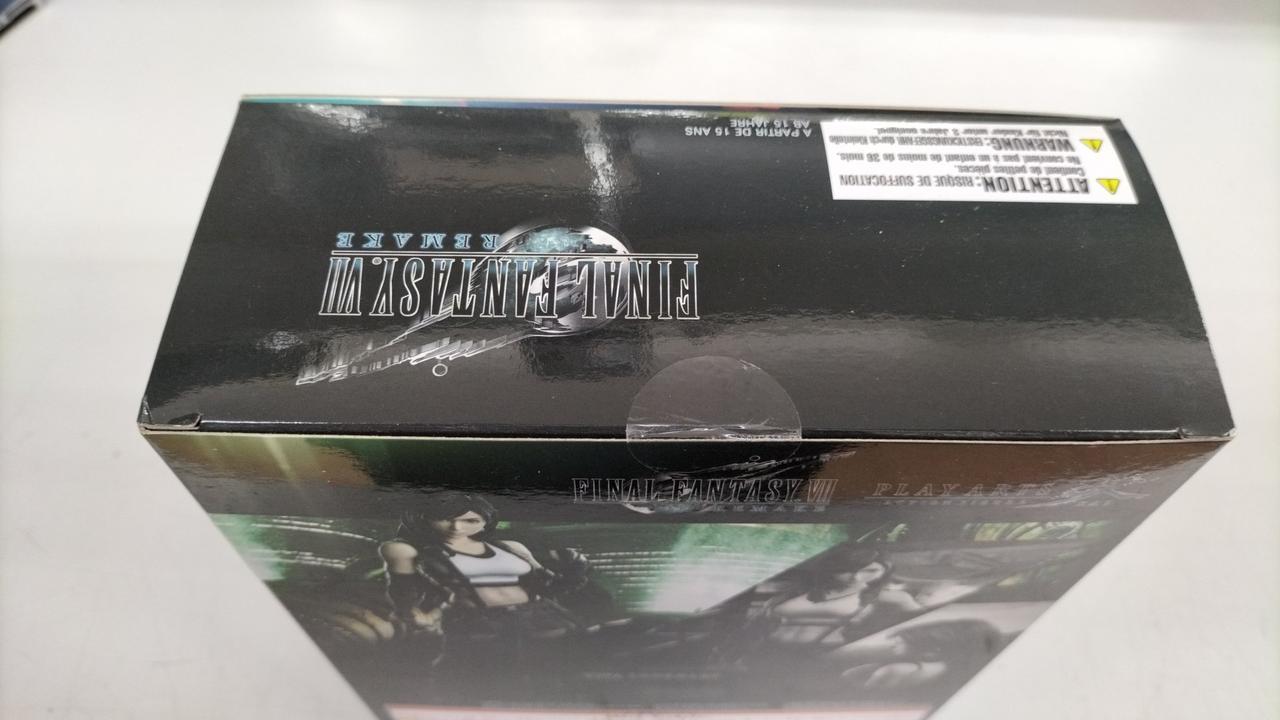 FINAL FANTASY VII
REMAKE
A PARTIR DE 15 ANS
AB 15 JAHRE
ATTENTION: RISQUE DE SUFFOCATION
Contient de petites pièces.
Ne convient pas à un enfant de moins de 36 mois.
WARNUNG: ERSTICKUNGSGEFAHR durch Kleinteile
Nicht für Kinder unter 3 Jahre geeignet.
FINAL FANTASY VII
REMAKE
PLAY ARTS
TIFA LOCKHART